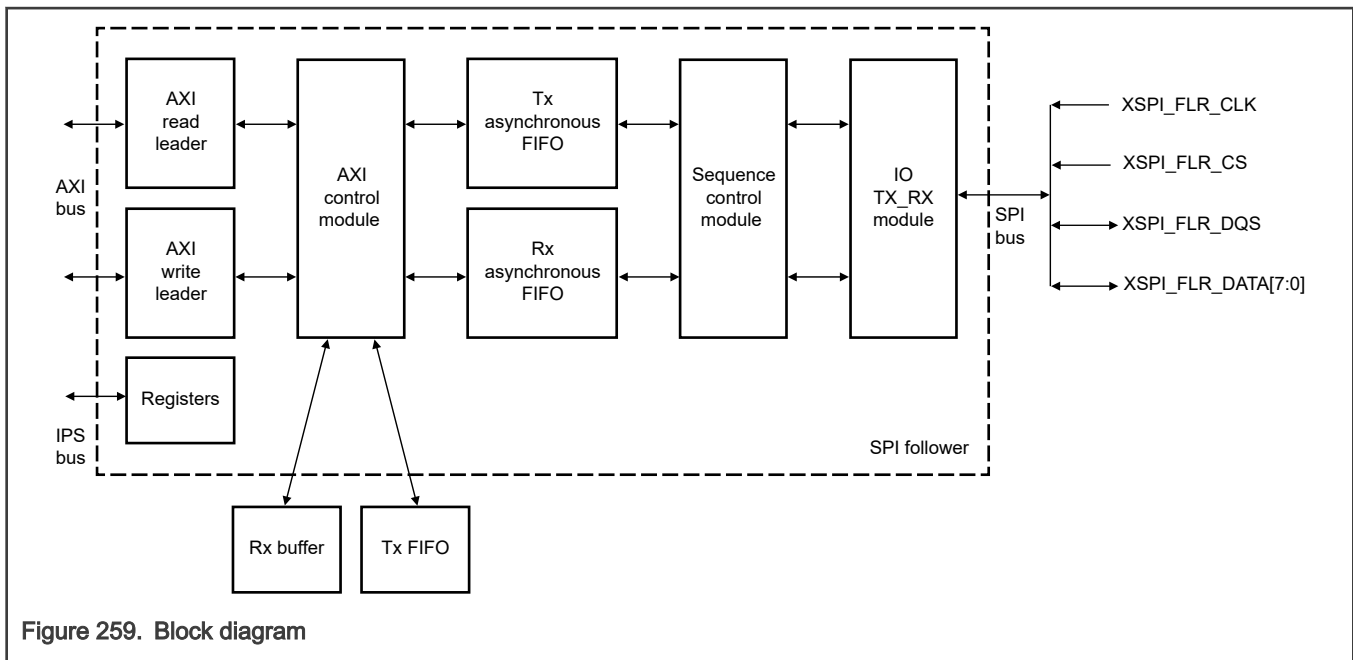 AXI
read
leader
AXI
control
module
Tx
asynchronous
FIFO
Sequence
control
module
IO
TX_RX
module
XSPI_FLR_CLK
XSPI_FLR_CS
XSPI_FLR_DQS
XSPI_FLR_DATA[7:0]
AXI
bus
SPI
bus
AXI
write
leader
Rx
asynchronous
FIFO
Registers
IPS
bus
SPI follower
Rx buffer
Tx FIFO
Figure 259. Block diagram